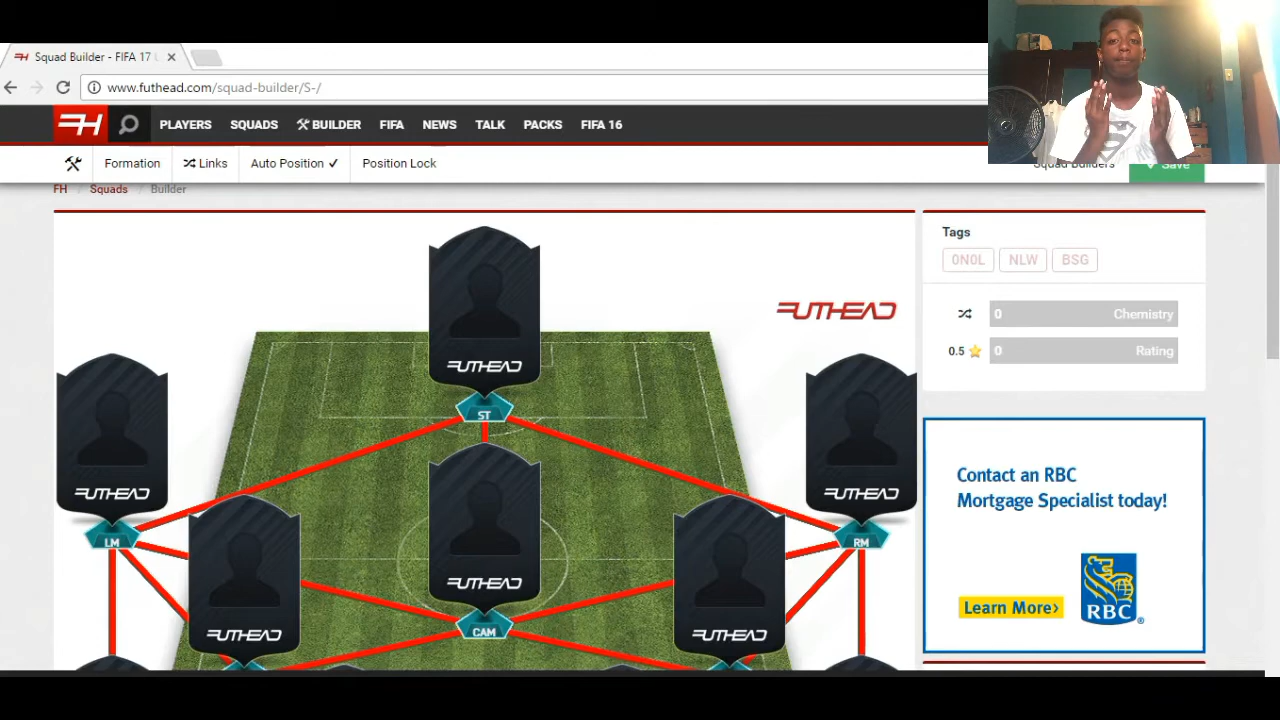 Squad Builder - FIFA 17 U
www.futhead.com/squad-builder/S-/
FH PLAYERS SQUADS BUILDER FIFA NEWS TALK PACKS FIFA 16
Formation Links Auto Position ✓ Position Lock
Squad Builders ✓ Save
FH / Squads / Builder
Tags
0N0L NLW BSG
0 Chemistry
0.5 0 Rating
FUTHEAD
FUTHEAD
ST
FUTHEAD
FUTHEAD
LM
RM
FUTHEAD
CAM
FUTHEAD
FUTHEAD
Contact an RBC
Mortgage Specialist today!
Learn More>
RBC